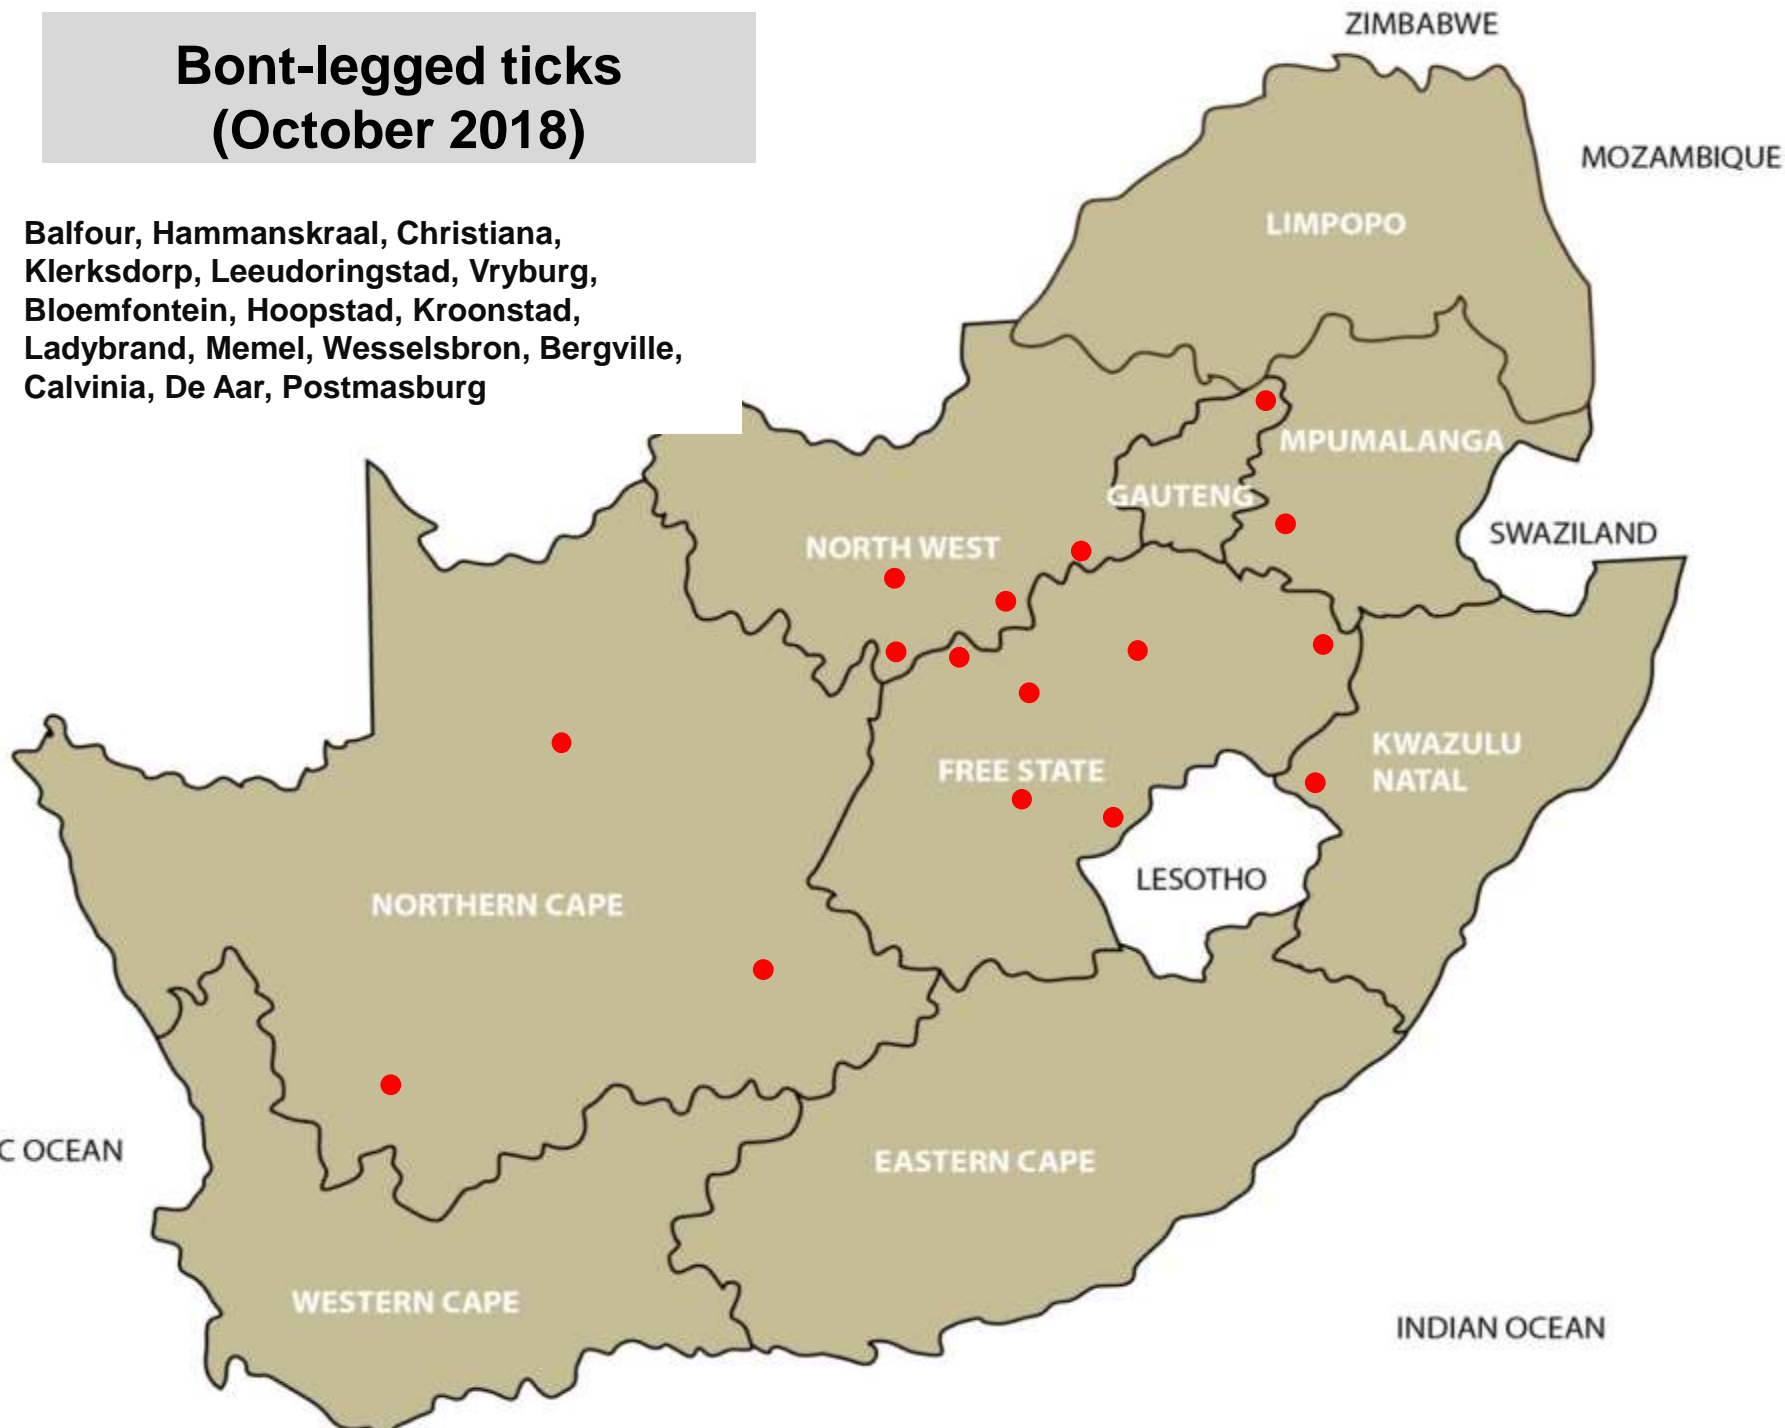 Bont-legged ticks
(October 2018)
Balfour, Hammanskraal, Christiana,
Klerksdorp, Leeudoringstad, Vryburg,
Bloemfontein, Hoopstad, Kroonstad,
Ladybrand, Memel, Wesselsbron, Bergville,
Calvinia, De Aar, Postmasburg
ZIMBABWE
MOZAMBIQUE
LIMPOPO
MPUMALANGA
GAUTENG
SWAZILAND
NORTH WEST
KWAZULU
NATAL
FREE STATE
LESOTHO
NORTHERN CAPE
C OCEAN
EASTERN CAPE
WESTERN CAPE
INDIAN OCEAN